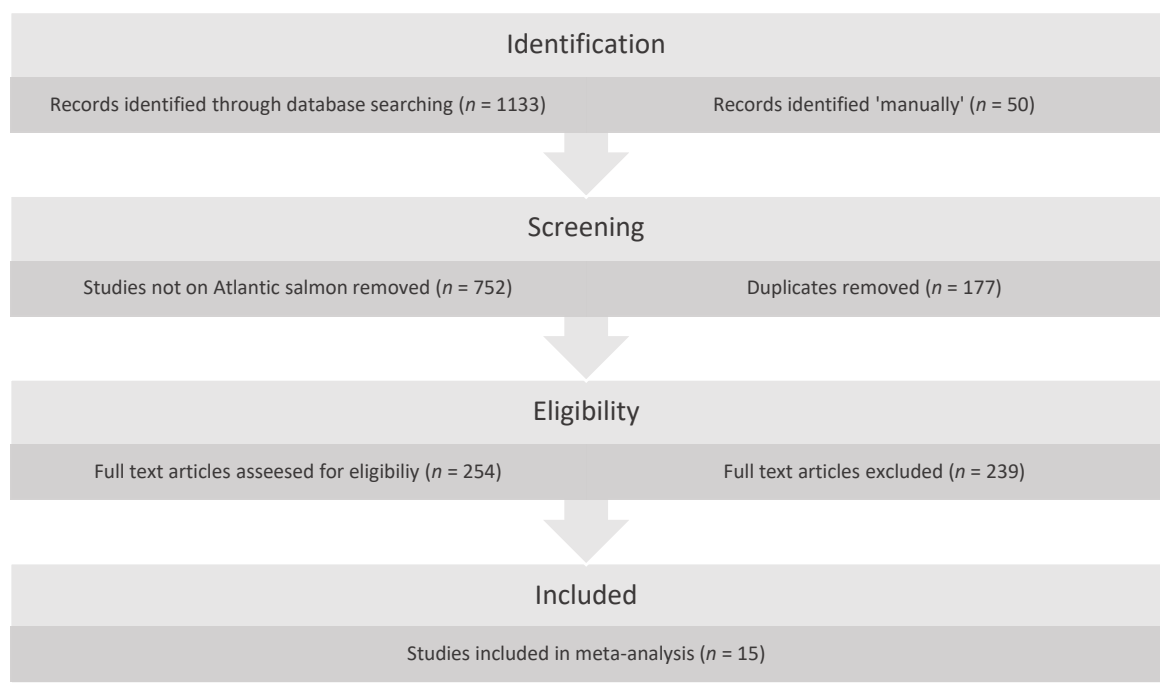 Identification
Records identified through database searching (n = 1133)
Records identified 'manually' (n = 50)
Screening
Studies not on Atlantic salmon removed (n = 752)
Duplicates removed (n = 177)
Eligibility
Full text articles asseesed for eligibiliy (n = 254)
Full text articles excluded (n = 239)
Included
Studies included in meta-analysis (n = 15)